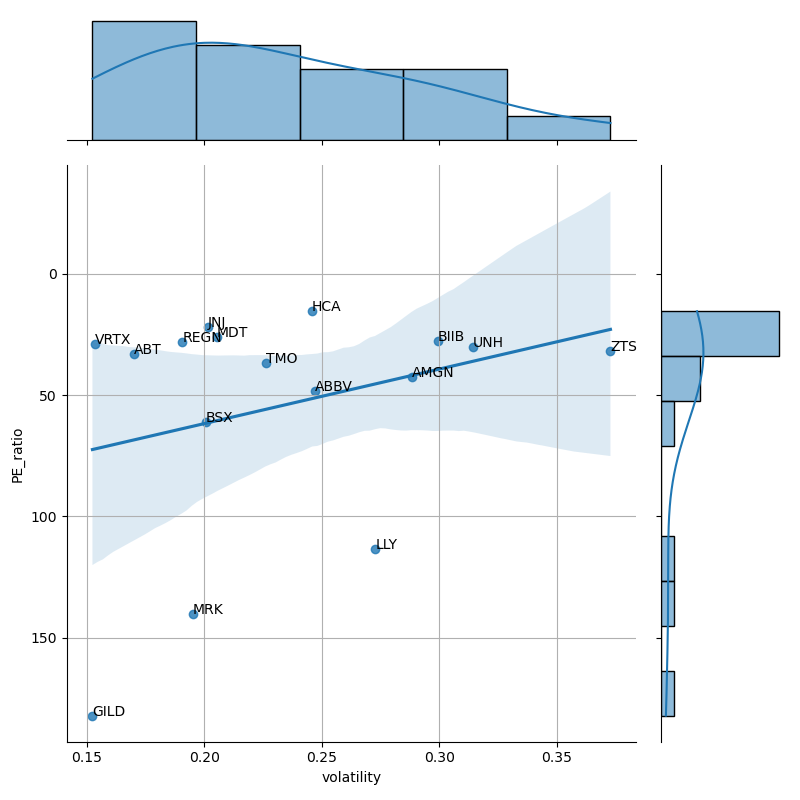 0
50
100
150
PE_ratio
VRTX
ABT
REGN
JNJ
MDT
HCA
TMO
ABBV
BSX
BIIB
UNH
AMGN
ZTS
LLY
MRK
GILD
0.15
0.20
0.25
0.30
0.35
volatility